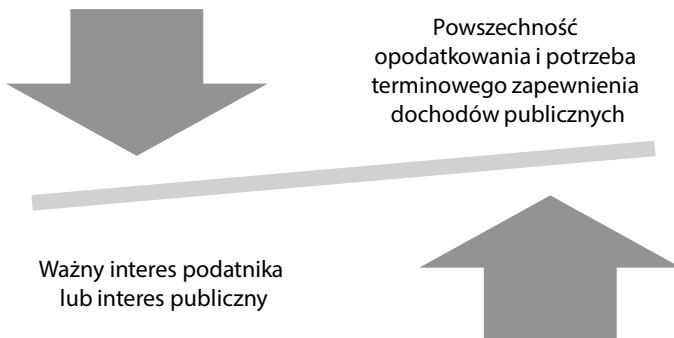 Powszechność
opodatkowania i potrzeba
terminowego zapewnienia
dochodów publicznych
Ważny interes podatnika
lub interes publiczny